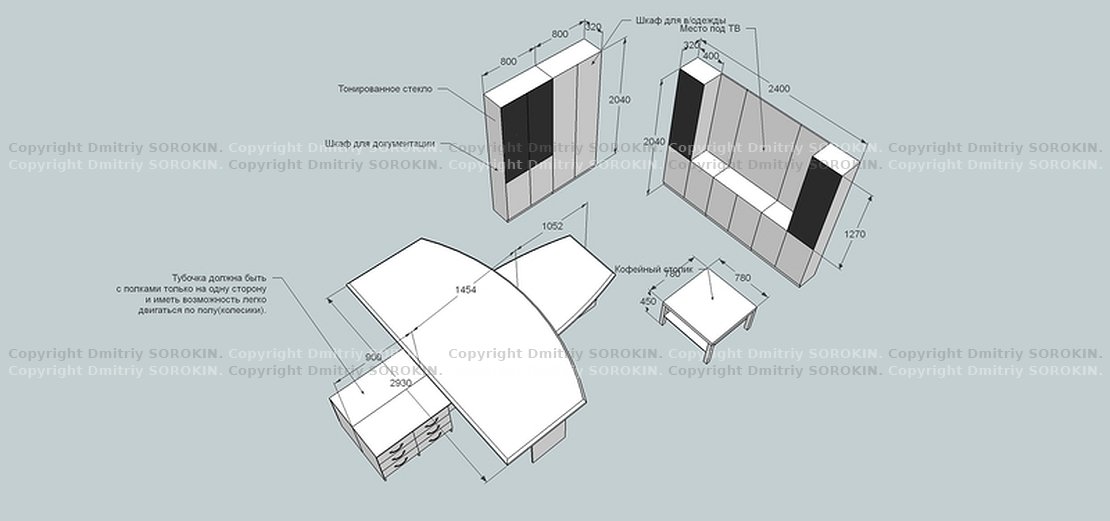 Шкаф для в/одежды
Место под ТВ
320
800
800
320
400
2400
Тонированное стекло
2040
2040
Шкаф для документации
Copyright Dmitriy SOROKIN. Copyright Dmitriy SOROKIN. Copyright Dmitriy SOROKIN. Copyright Dmitriy SOROKIN. Copyright Dmitriy SOROKIN.
Copyright Dmitriy SOROKIN. Copyright Dmitriy SOROKIN. Copyright Dmitriy SOROKIN. Copyright Dmitriy SOROKIN. Copyright Dmitriy SOROKIN.
1052
1270
Кофейный столик
780
780
450
Тубочка должна быть
с полками только на одну сторону
и иметь возможность легко
двигаться по полу(колесики).
1454
900
2930
Copyright Dmitriy SOROKIN. Copyright Dmitriy SOROKIN. Copyright Dmitriy SOROKIN. Copyright Dmitriy SOROKIN. Copyright Dmitriy SOROKIN.
Copyright Dmitriy SOROKIN. Copyright Dmitriy SOROKIN. Copyright Dmitriy SOROKIN. Copyright Dmitriy SOROKIN. Copyright Dmitriy SOROKIN.